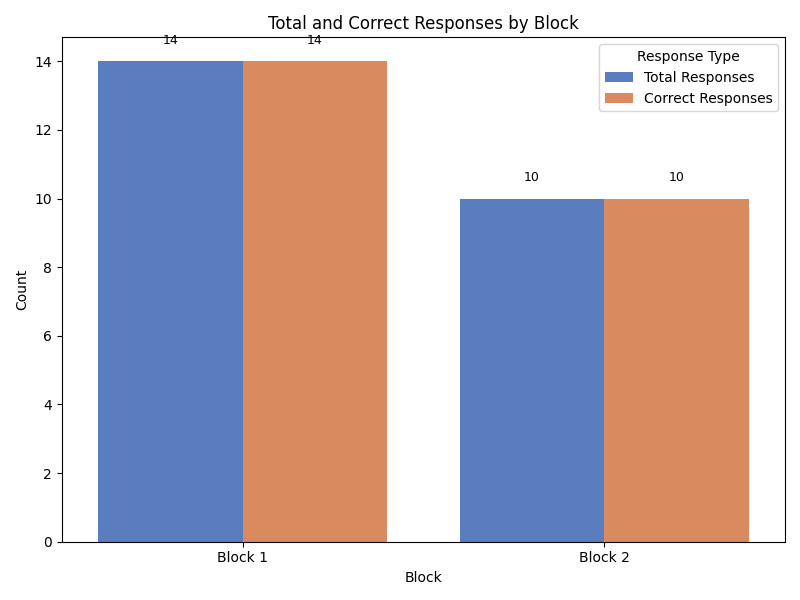 Total and Correct Responses by Block
14
14
10
10
Response Type
Total Responses
Correct Responses
Count
14
12
10
8
6
4
2
0
Block 1
Block 2
Block